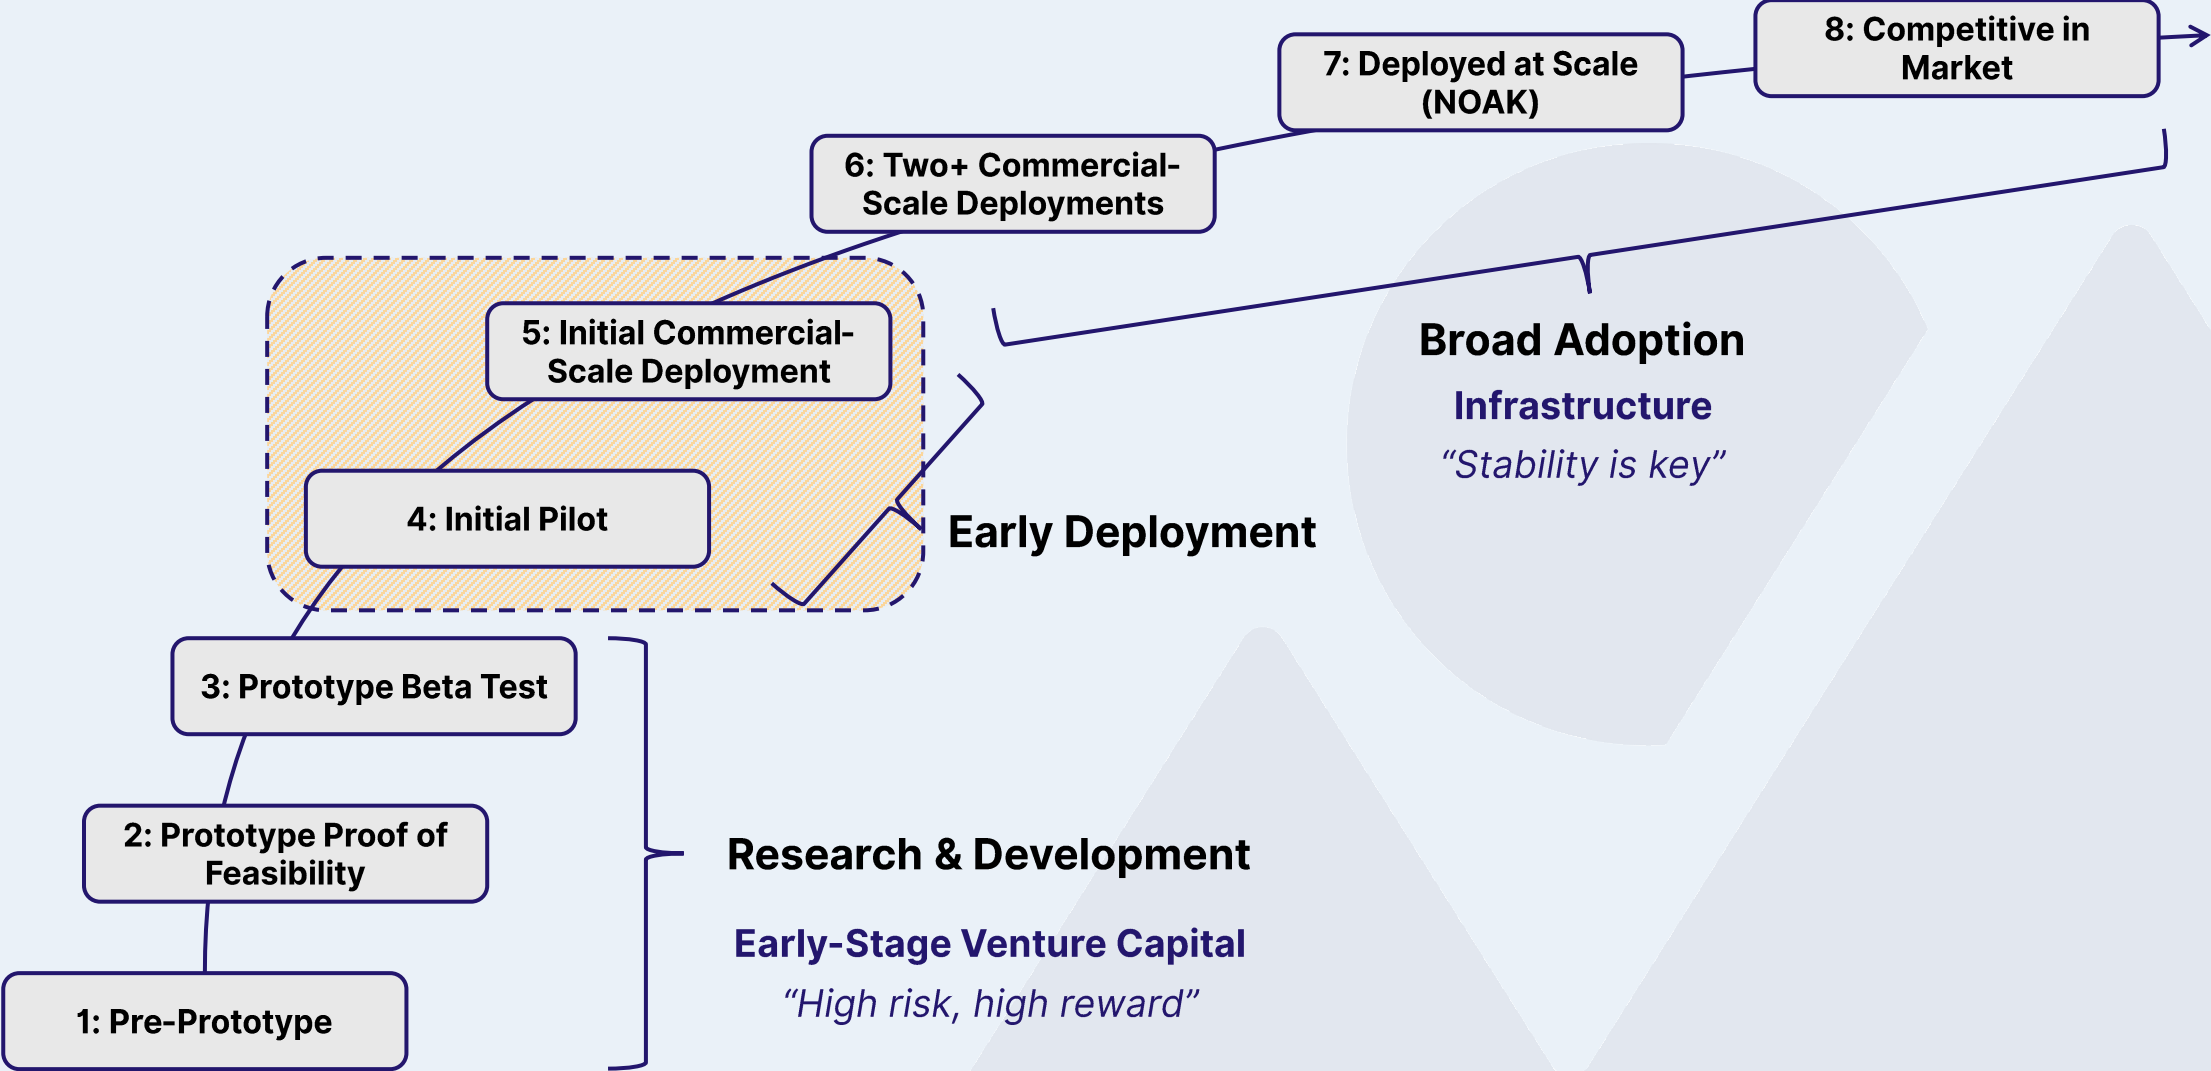 8: Competitive in
Market
7: Deployed at Scale
(NOAK)
6: Two+ Commercial-
Scale Deployments
5: Initial Commercial-
Scale Deployment
4: Initial Pilot
3: Prototype Beta Test
2: Prototype Proof of
Feasibility
1: Pre-Prototype
Broad Adoption
Infrastructure
“Stability is key”
Early Deployment
Research & Development
Early-Stage Venture Capital
“High risk, high reward”